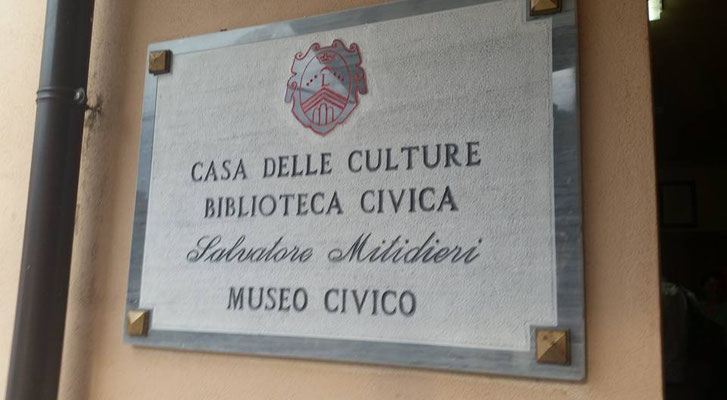 L
CASA DELLE CULTURE
BIBLIOTECA CIVICA
Salvatore Mitidieri
MUSEO CIVICO